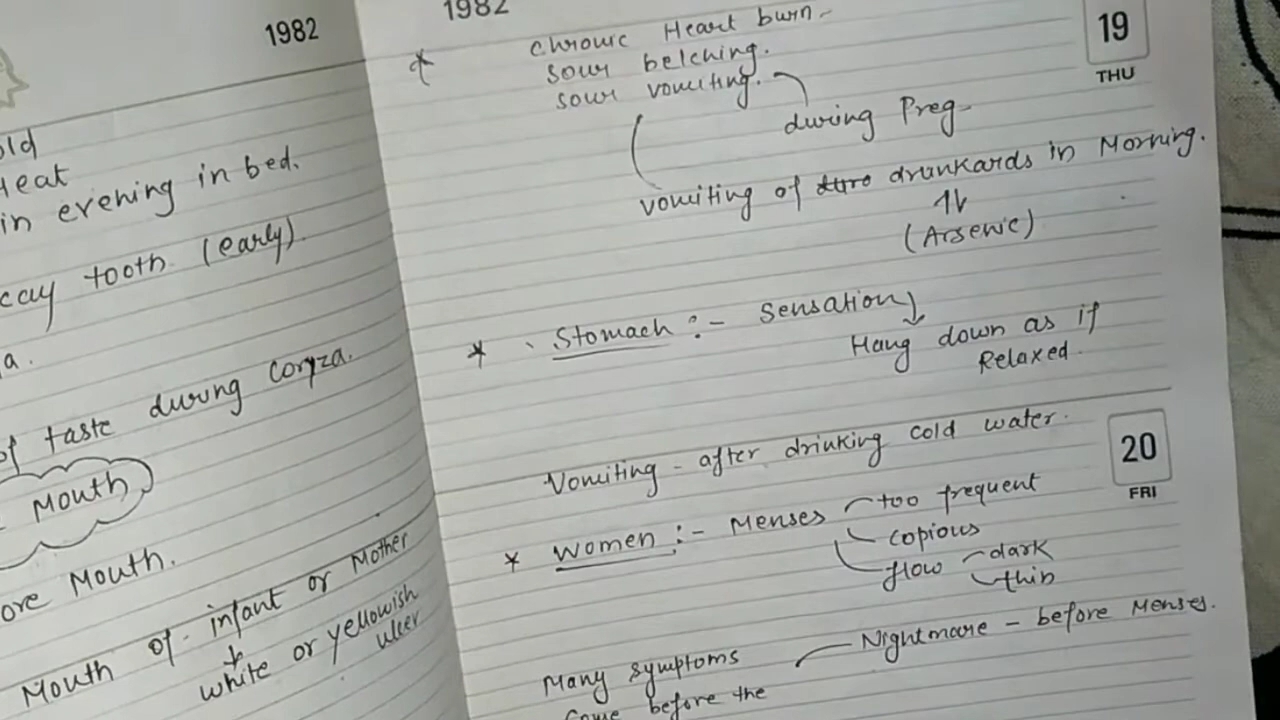 1982
old
Heat
in evening in bed.
cay tooth (early).
a.
of taste during coryza.
Mouth
ore Mouth.
Mouth of infant or Mother
white or yellowish
ulcer
1982
19
THU
* chronic Heart burn
sour belching.
sour vomiting.
during Preg-
vomiting of drunkards in Morning.
(Arsenic)
* Stomach :- Sensation
Hang down as if
Relaxed.
Vomiting - after drinking cold water.
20
FRI
* Women :- Menses too frequent
copious
flow dark
thin
Many symptoms Nightmare - before Menses.
Come before the